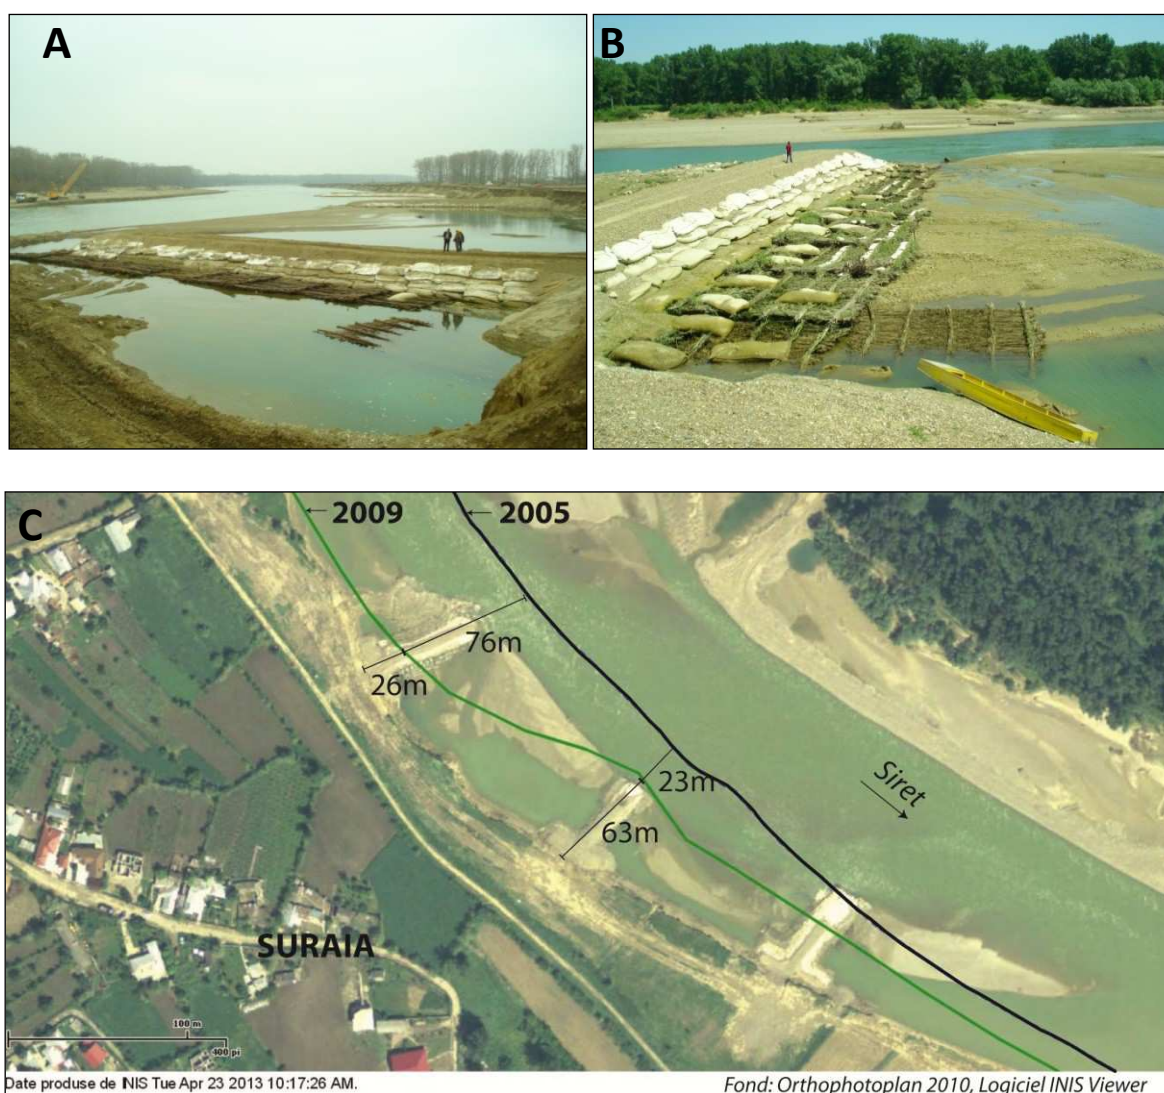 A
B
C
2009
2005
76m
26m
23m
63m
Siret
SURAIA
100 m
400 pi
Date produse de INIS Tue Apr 23 2013 10:17:26 AM.
Fond: Orthophotoplan 2010, Logiciel INIS Viewer